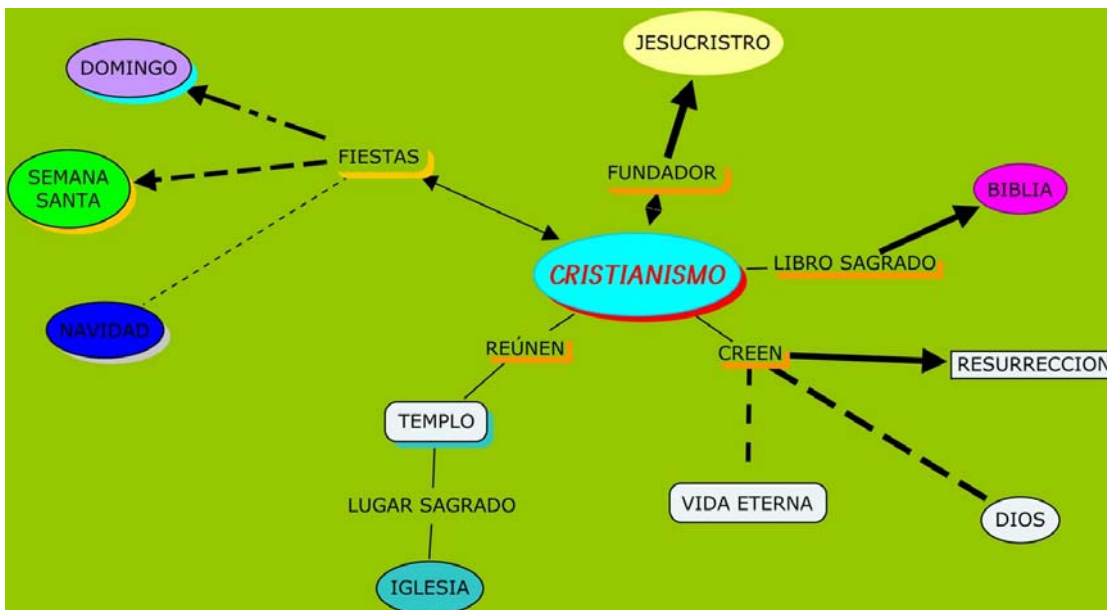 JESUCRISTRO
DOMINGO
FIESTAS
FUNDADOR
SEMANA
SANTA
BIBLIA
CRISTIANISMO
LIBRO SAGRADO
NAVIDAD
REÚNEN
CREEN
RESURRECCION
TEMPLO
LUGAR SAGRADO
VIDA ETERNA
DIOS
IGLESIA